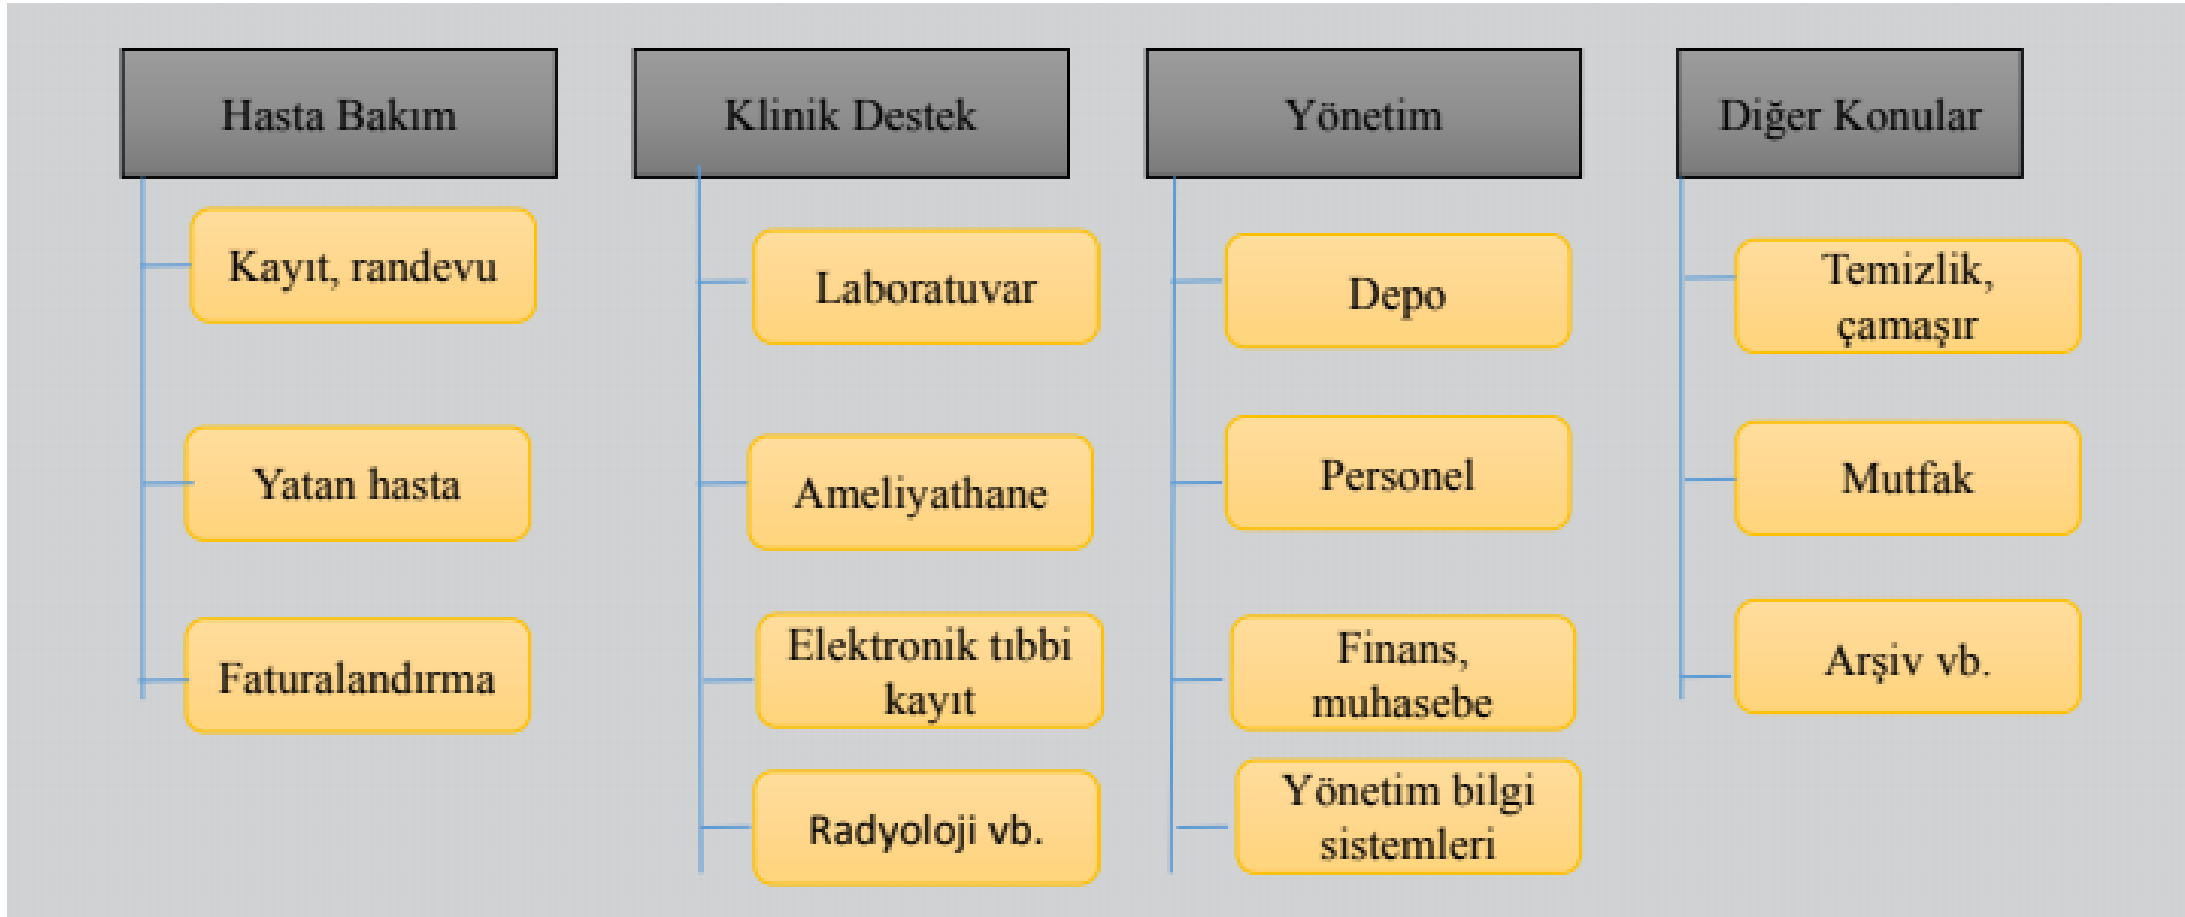 Hasta Bakım
Kayıt, randevu
Yatan hasta
Faturalandırma
Klinik Destek
Laboratuvar
Ameliyathane
Elektronik tıbbi
kayıt
Radyoloji vb.
Yönetim
Depo
Personel
Finans,
muhasebe
Yönetim bilgi
sistemleri
Diğer Konular
Temizlik,
çamaşır
Mutfak
Arşiv vb.